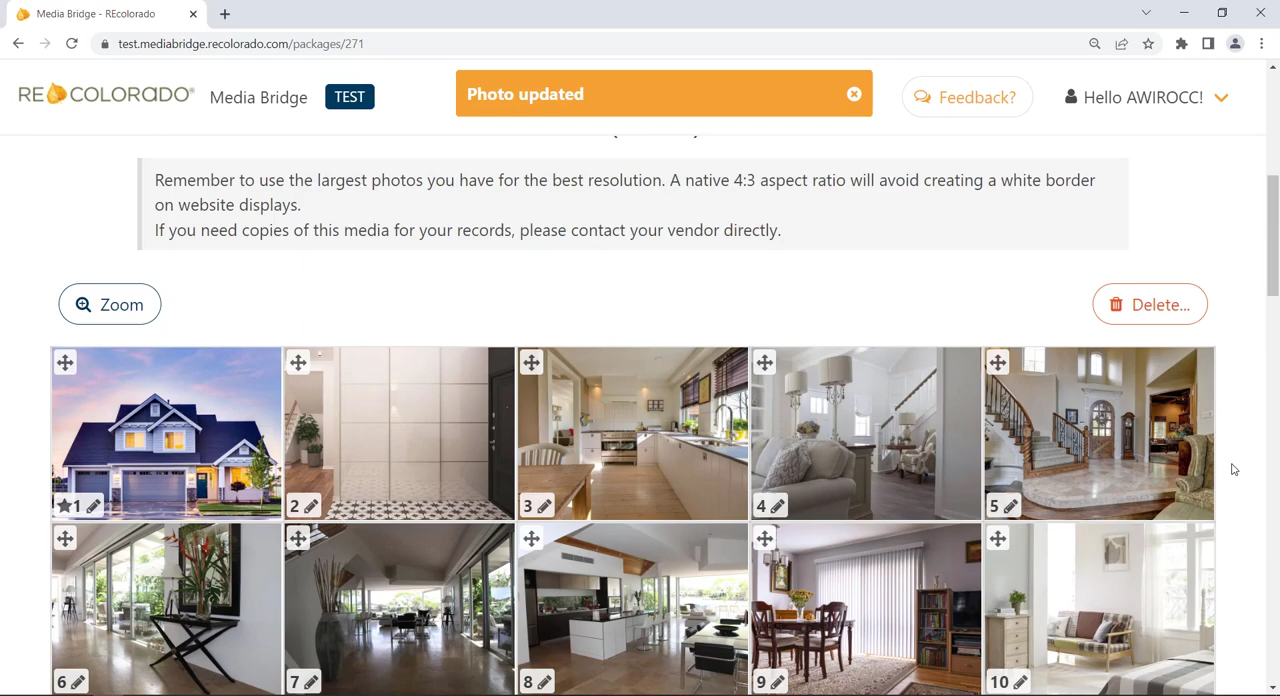 Media Bridge - REcolorado
test.mediabridge.recolorado.com/packages/271
RECOLORADO® Media Bridge TEST
Photo updated
Feedback?
Hello AWIROCC!
Remember to use the largest photos you have for the best resolution. A native 4:3 aspect ratio will avoid creating a white border
on website displays.
If you need copies of this media for your records, please contact your vendor directly.
Zoom
Delete...
1
2
3
4
5
6
7
8
9
10